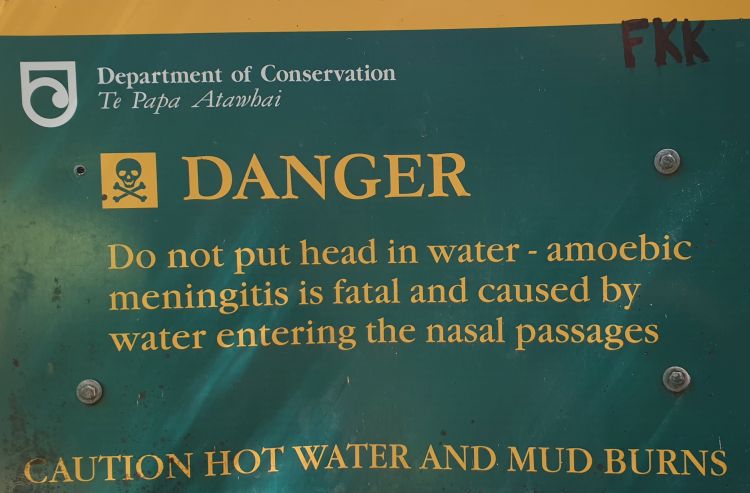 FKK
Department of Conservation
Te Papa Atawhai
DANGER
Do not put head in water - amoebic
meningitis is fatal and caused by
water entering the nasal passages
CAUTION HOT WATER AND MUD BURNS